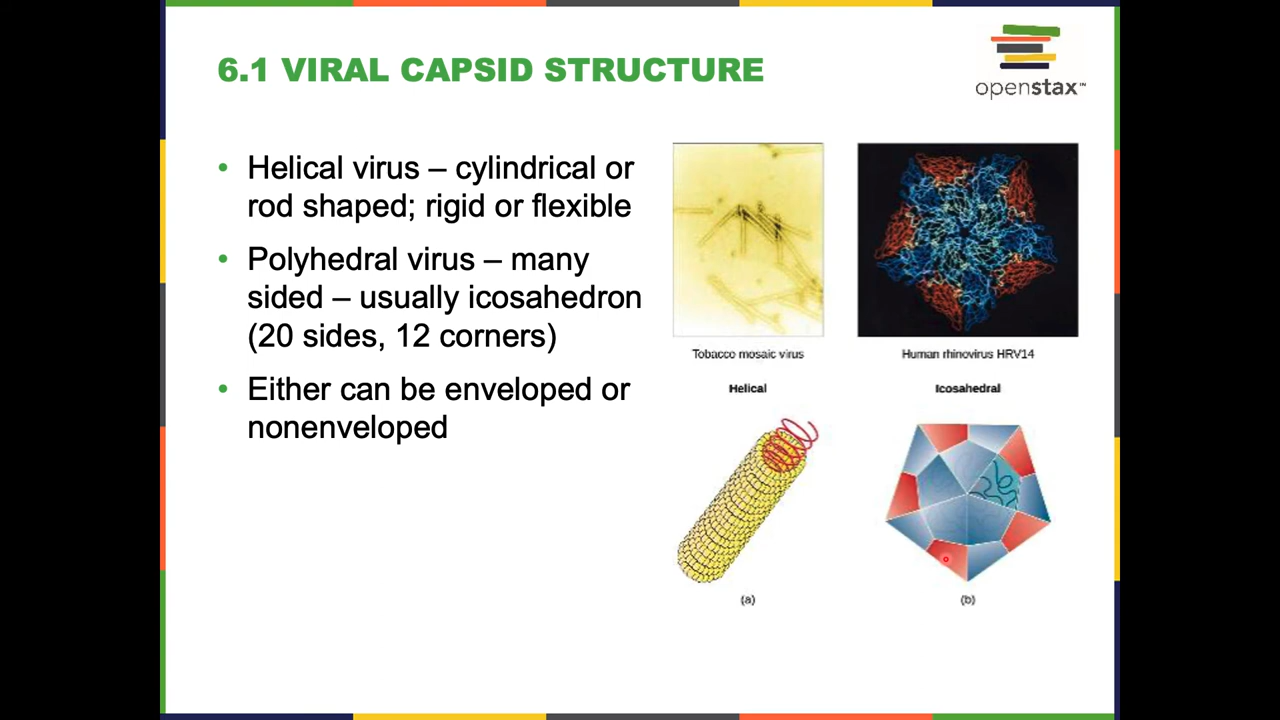 6.1 VIRAL CAPSID STRUCTURE
openstax™
• Helical virus – cylindrical or
rod shaped; rigid or flexible
• Polyhedral virus – many
sided – usually icosahedron
(20 sides, 12 corners)
• Either can be enveloped or
nonenveloped
Tobacco mosaic virus
Human rhinovirus HRV14
Helical
Icosahedral
(a)
(b)